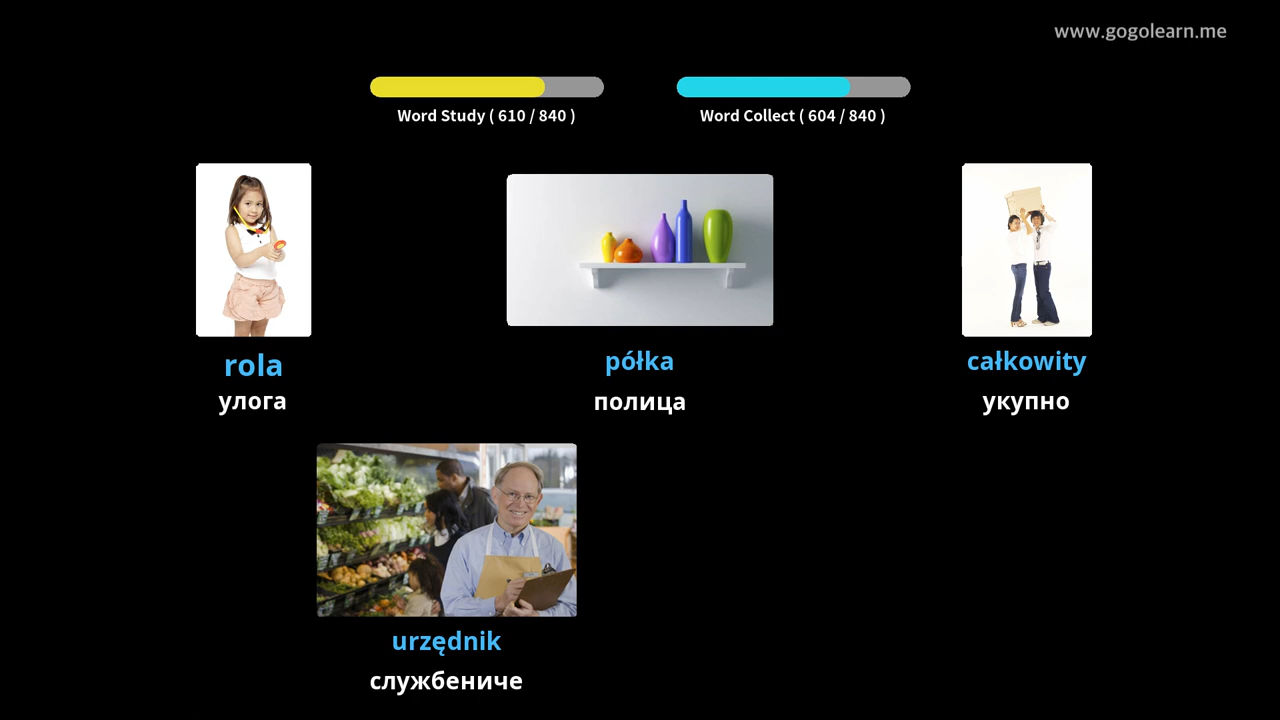 www.gogolearn.me
Word Study ( 610 / 840 )
Word Collect ( 604 / 840 )
rola
улога
półka
полица
całkowity
укупно
urzędnik
службениче